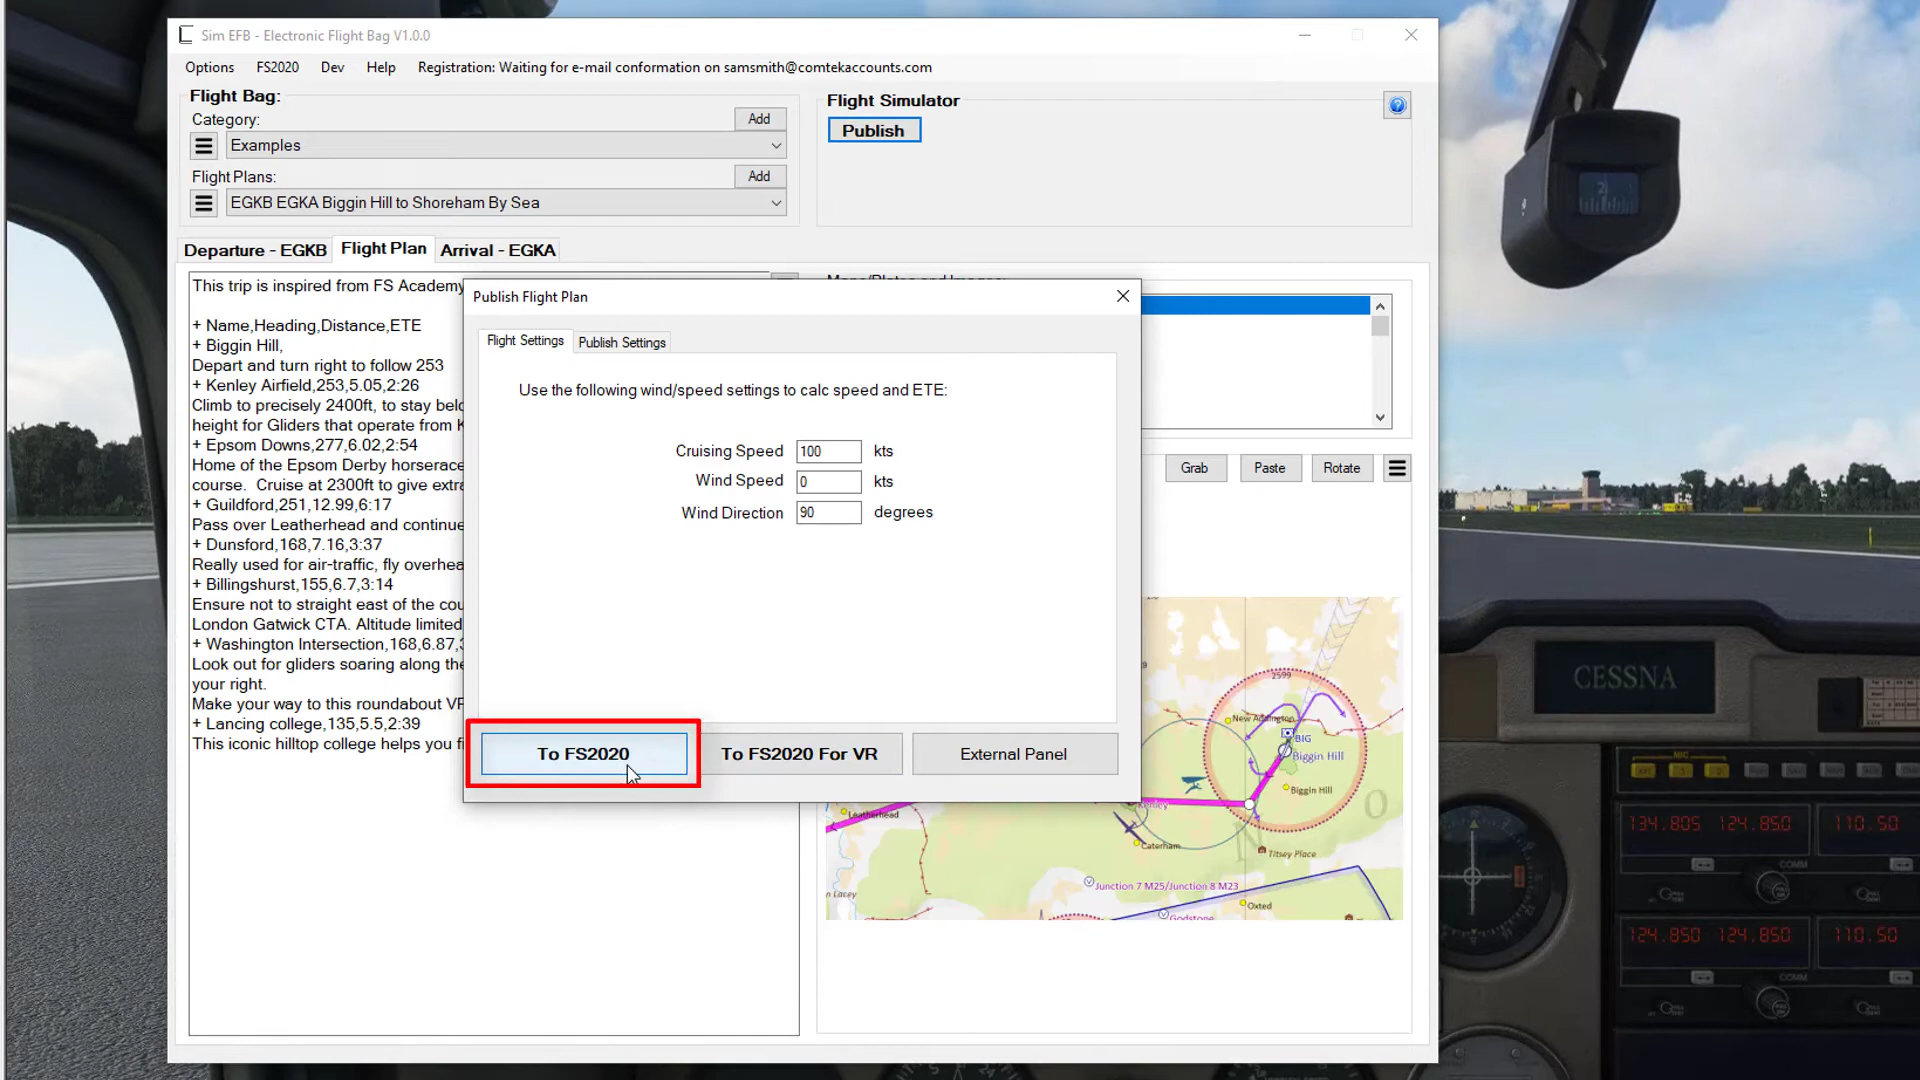 Sim EFB - Electronic Flight Bag V1.0.0
Options FS2020 Dev Help Registration: Waiting for e-mail conformation on samsmith@comtekaccounts.com
Flight Bag:
Category:
Add
Examples
Flight Plans:
Add
EGKB EGKA Biggin Hill to Shoreham By Sea
Flight Simulator
Publish
Departure - EGKB Flight Plan Arrival - EGKA
This trip is inspired from FS Academy
+ Name,Heading,Distance,ETE
+ Biggin Hill,
Depart and turn right to follow 253
+ Kenley Airfield,253,5.05,2:26
Climb to precisely 2400ft, to stay
height for Gliders that operate from
+ Epsom Downs,277,6.02,2:54
Home of the Epsom Derby
course. Cruise at 2300ft to give
+ Guildford,251,12.99,6:17
Pass over Leatherhead and continue
+ Dunsford,168,7.16,3:37
Really used for air-traffic, fly
+ Billingshurst,155,6.7,3:14
Ensure not to straight east of the
London Gatwick CTA. Altitude limited
+ Washington Intersection,168,6.87,
Look out for gliders soaring along the
your right.
Make your way to this roundabout
+ Lancing college,135,5.5,2:39
This iconic hilltop college helps you
Publish Flight Plan
Flight Settings Publish Settings
Use the following wind/speed settings to calc speed and ETE:
Cruising Speed 100 kts
Wind Speed 0 kts
Wind Direction 90 degrees
To FS2020 To FS2020 For VR External Panel
Grab Paste Rotate
2599
New Addington
BIG
Biggin Hill
Biggin Hill
Kenley
Leatherhead
Caterham
Titsey Place
Junction 7 M25/Junction 8 M23
n Lacey
Oxted
Godstone
CESSNA
MIC
134.805 124.850 110.50
COMM
124.850 124.850 110.50
COMM
24